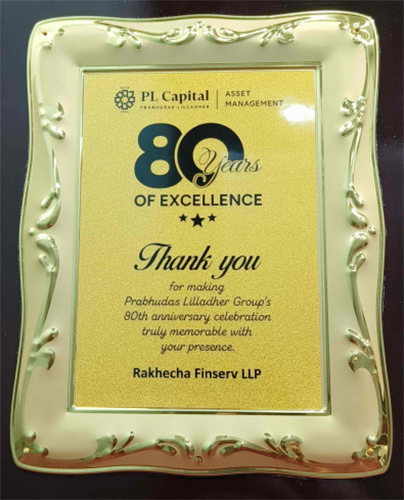 PL Capital
PRABHUDAS LILLADHER
ASSET
MANAGEMENT
80
Years
OF EXCELLENCE
Thank you
for making
Prabhudas Lilladher Group's
80th anniversary celebration
truly memorable with
your presence.
Rakhecha Finserv LLP